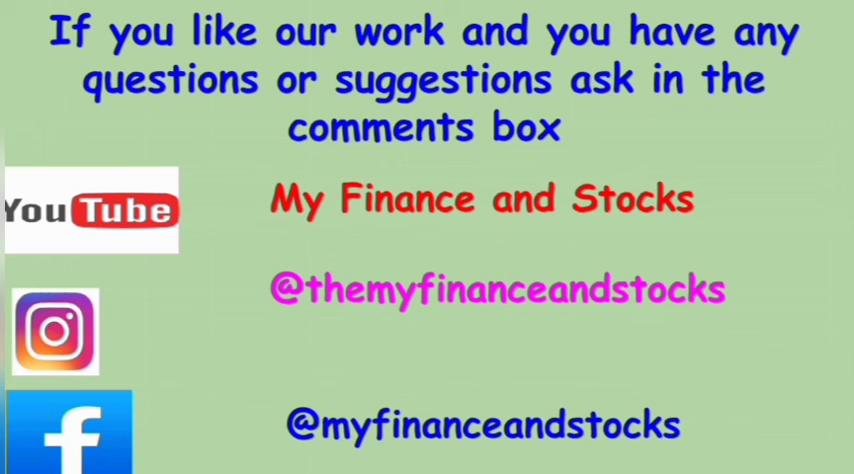 If you like our work and you have any
questions or suggestions ask in the
comments box
YouTube
My Finance and Stocks
@themyfinanceandstocks
f
@myfinanceandstocks